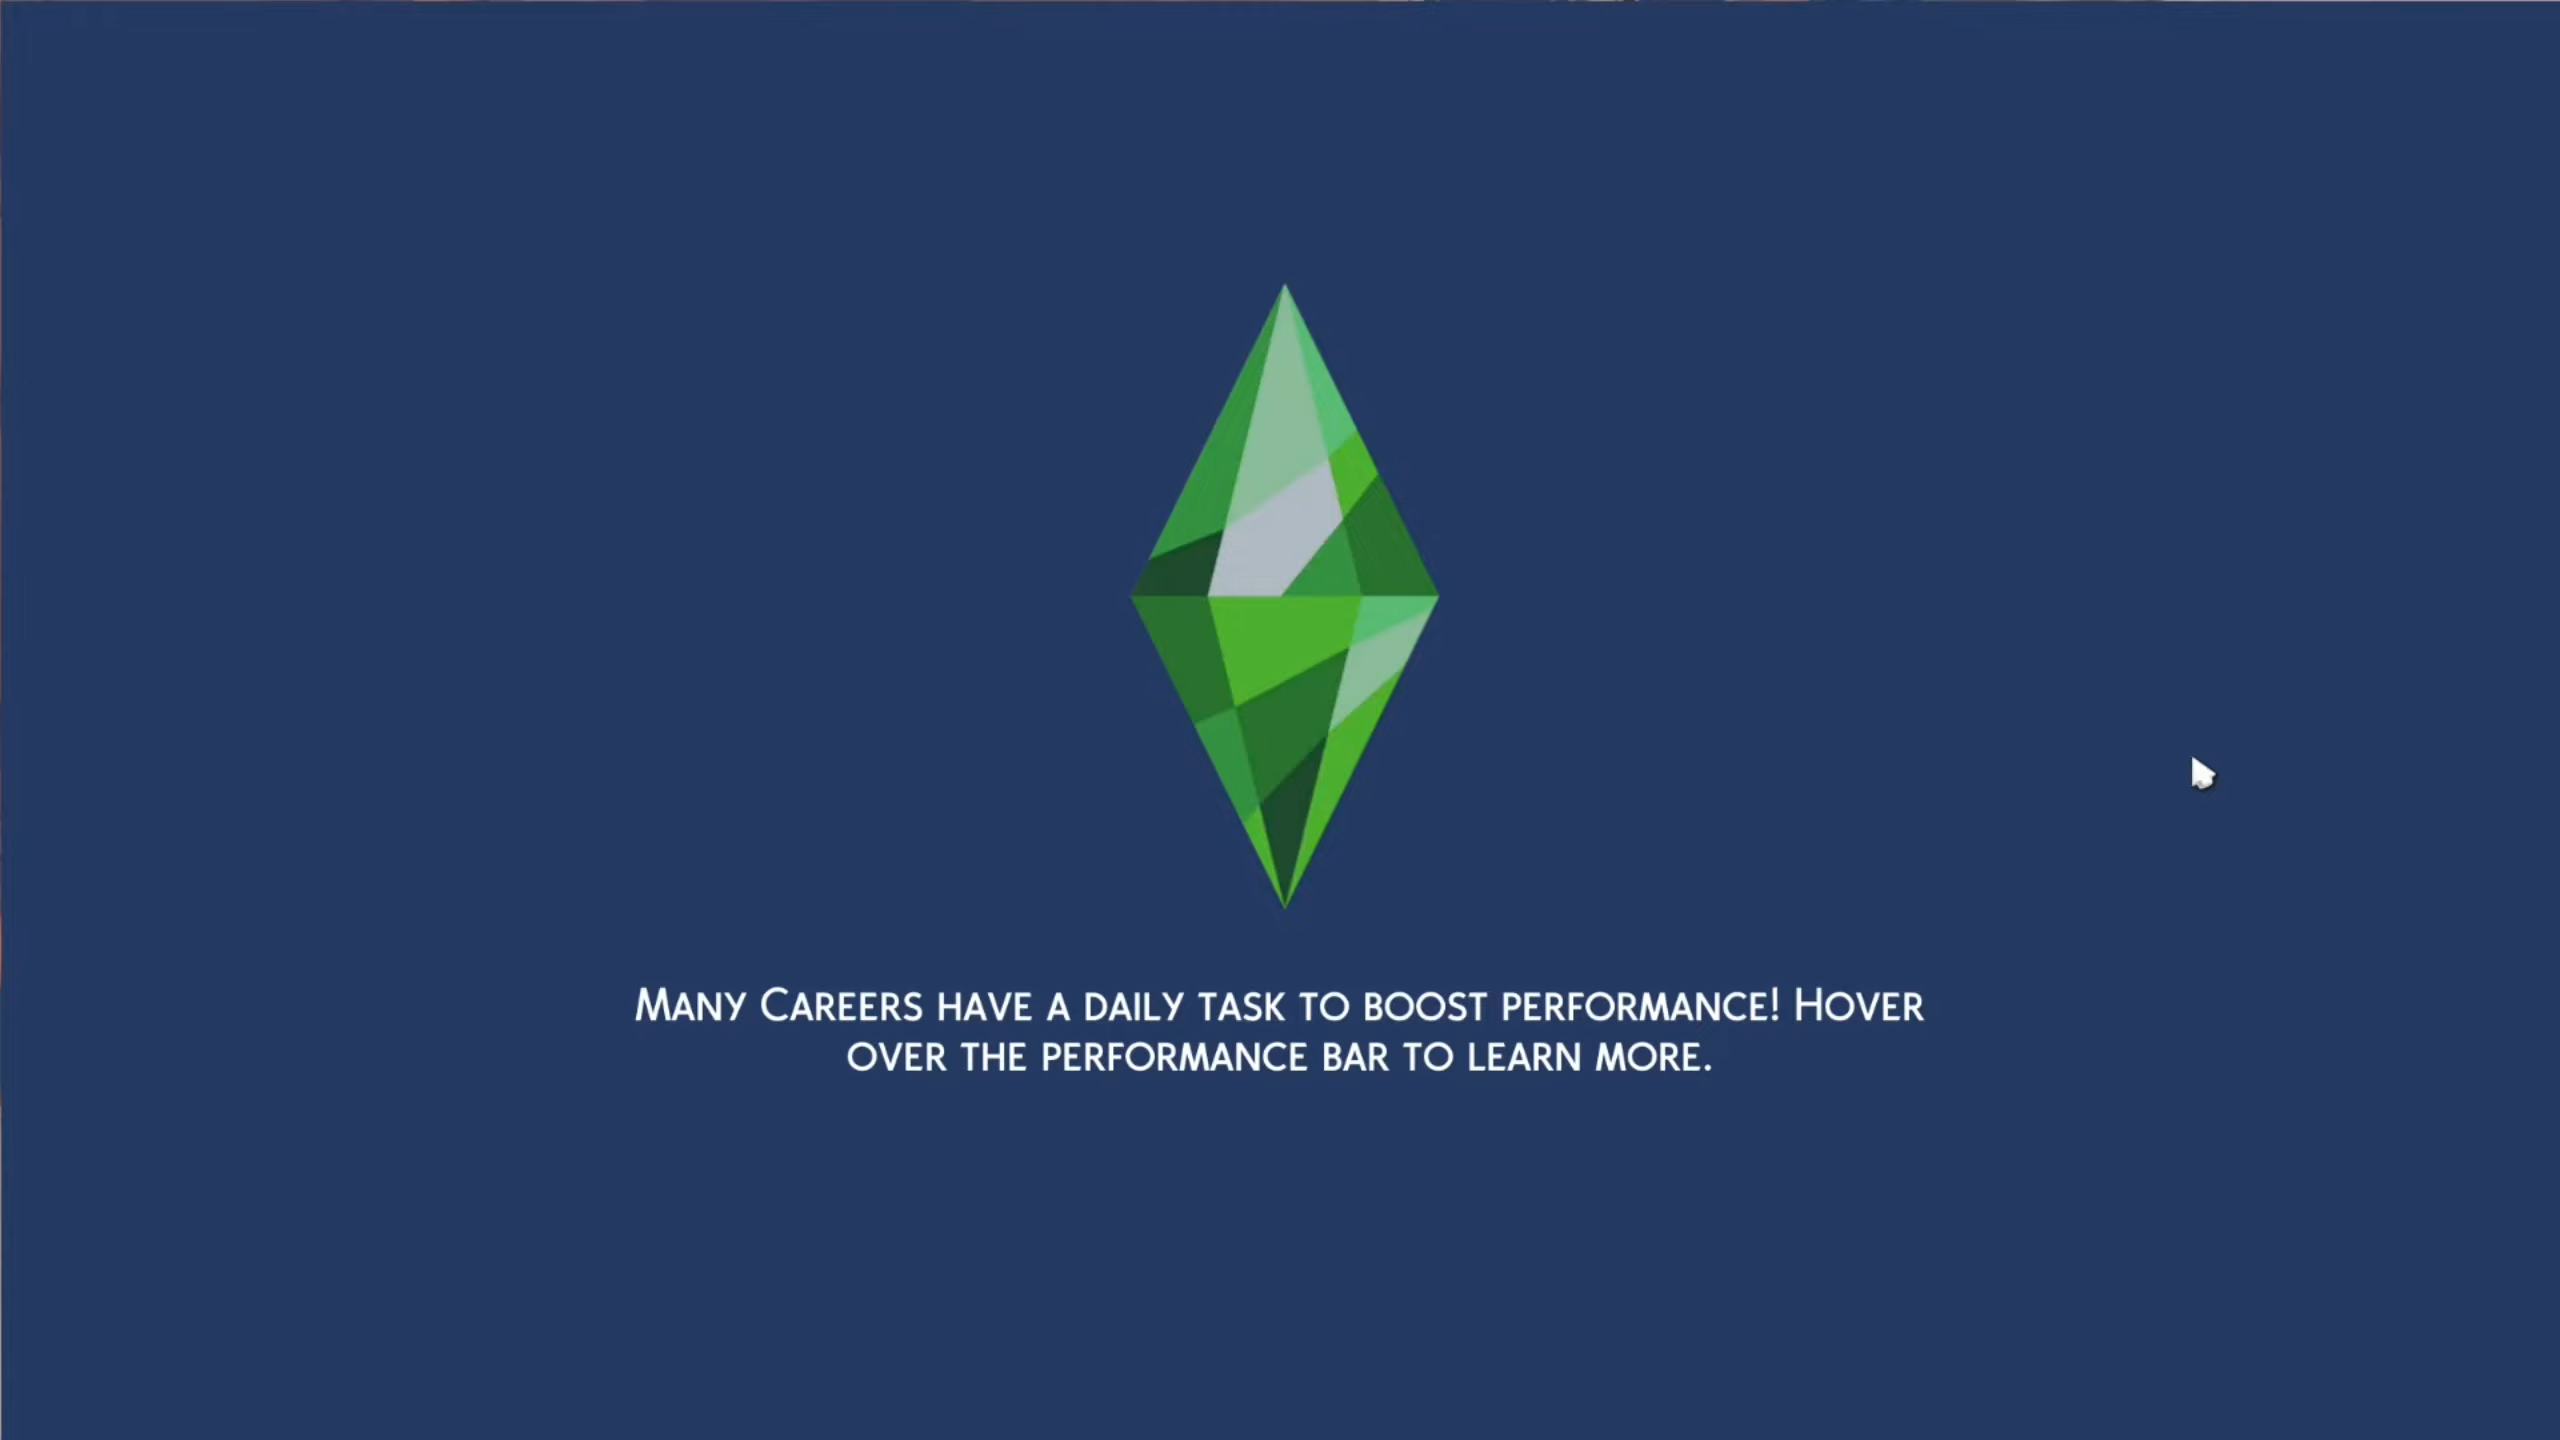 Many Careers have a daily task to boost performance! Hover
over the performance bar to learn more.